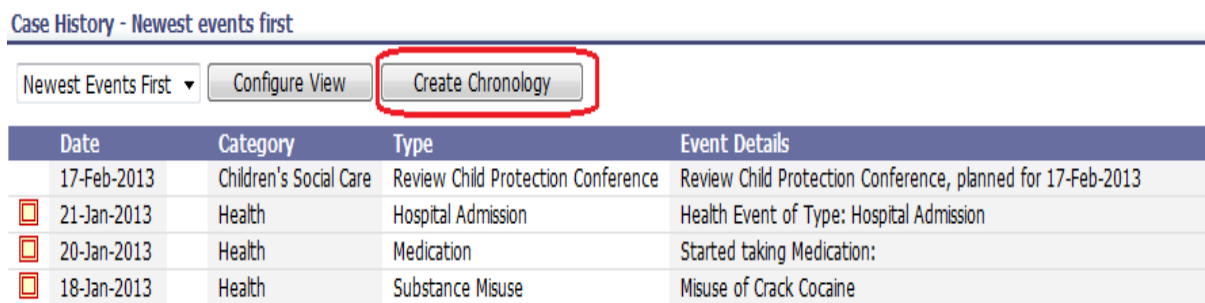 Case History - Newest events first
Newest Events First Configure View Create Chronology
Date Category Type Event Details
17-Feb-2013 Children's Social Care Review Child Protection Conference Review Child Protection Conference, planned for 17-Feb-2013
21-Jan-2013 Health Hospital Admission Health Event of Type: Hospital Admission
20-Jan-2013 Health Medication Started taking Medication:
18-Jan-2013 Health Substance Misuse Misuse of Crack Cocaine